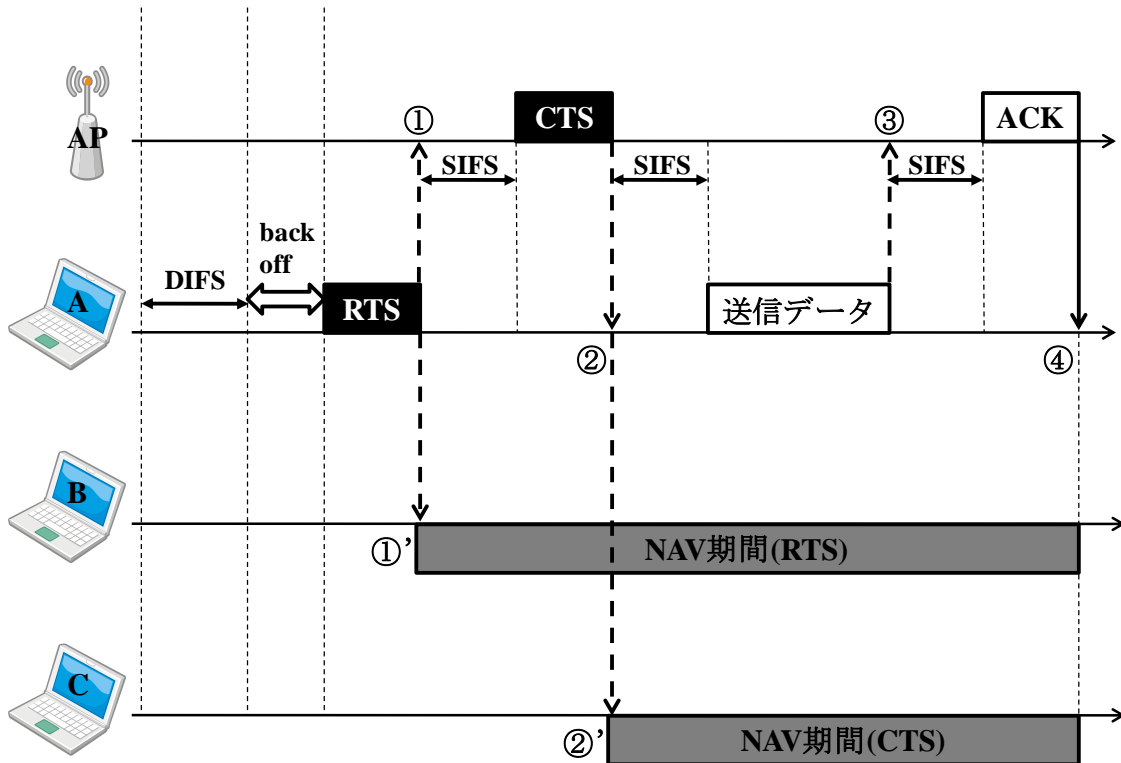 AP
①
CTS
③
ACK
SIFS
SIFS
SIFS
back
off
DIFS
A
RTS
送信データ
②
④
B
①’
NAV期間(RTS)
C
②’
NAV期間(CTS)